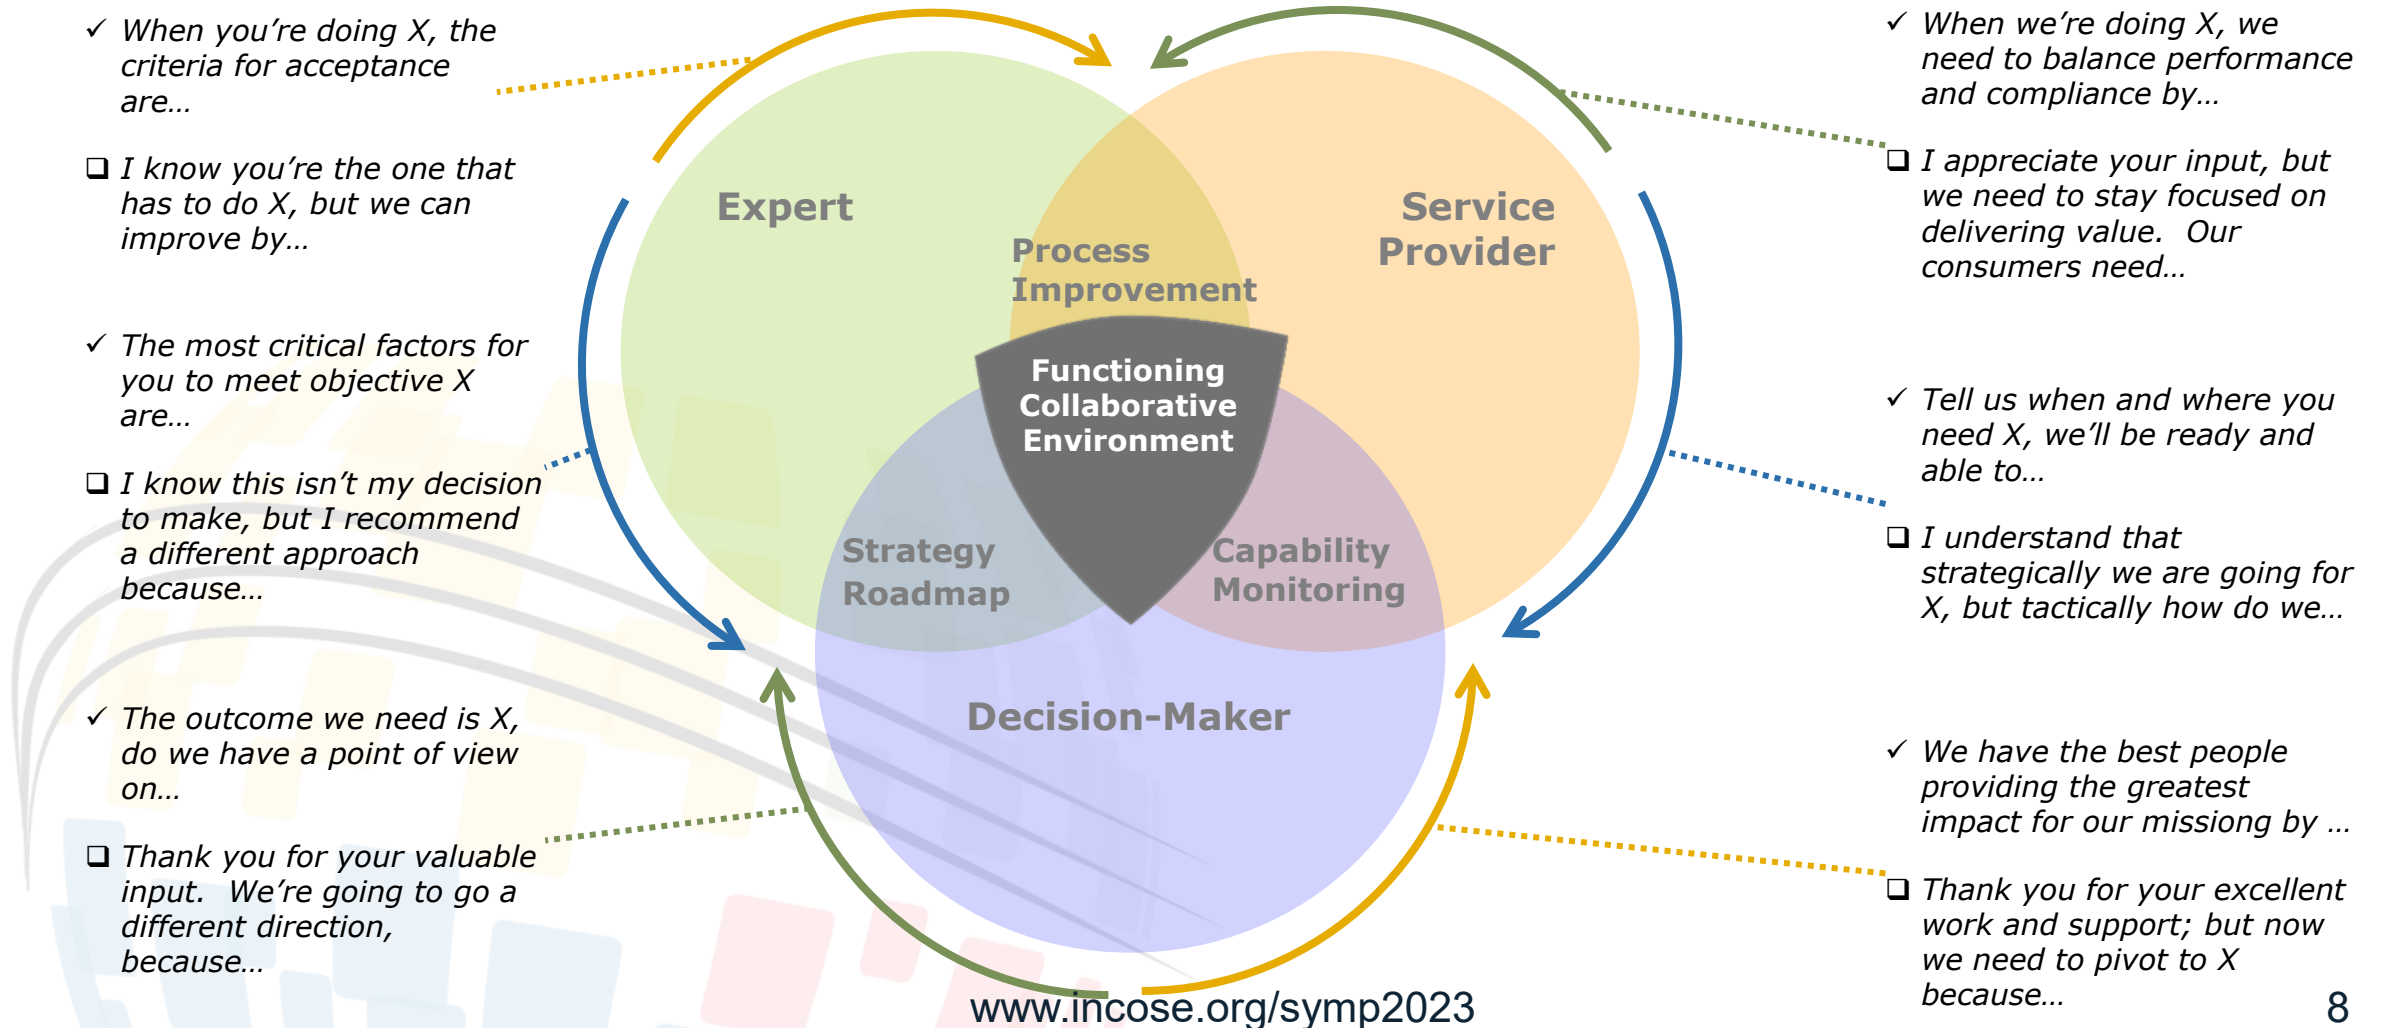 ✓ When you’re doing X, the
criteria for acceptance
are…
❑ I know you’re the one that
has to do X, but we can
improve by…
✓ The most critical factors for
you to meet objective X
are…
❑ I know this isn’t my decision
to make, but I recommend
a different approach
because…
✓ The outcome we need is X,
do we have a point of view
on…
❑ Thank you for your valuable
input.  We’re going to go a
different direction,
because…
Expert
Service
Provider
Process
Improvement
Functioning
Collaborative
Environment
Strategy
Roadmap
Capability
Monitoring
Decision-Maker
✓ When we’re doing X, we
need to balance performance
and compliance by…
❑ I appreciate your input, but
we need to stay focused on
delivering value.  Our
consumers need…
✓ Tell us when and where you
need X, we’ll be ready and
able to…
❑ I understand that
strategically we are going for
X, but tactically how do we…
✓ We have the best people
providing the greatest
impact for our missiong by …
❑ Thank you for your excellent
work and support; but now
we need to pivot to X
because…
www.incose.org/symp2023
8